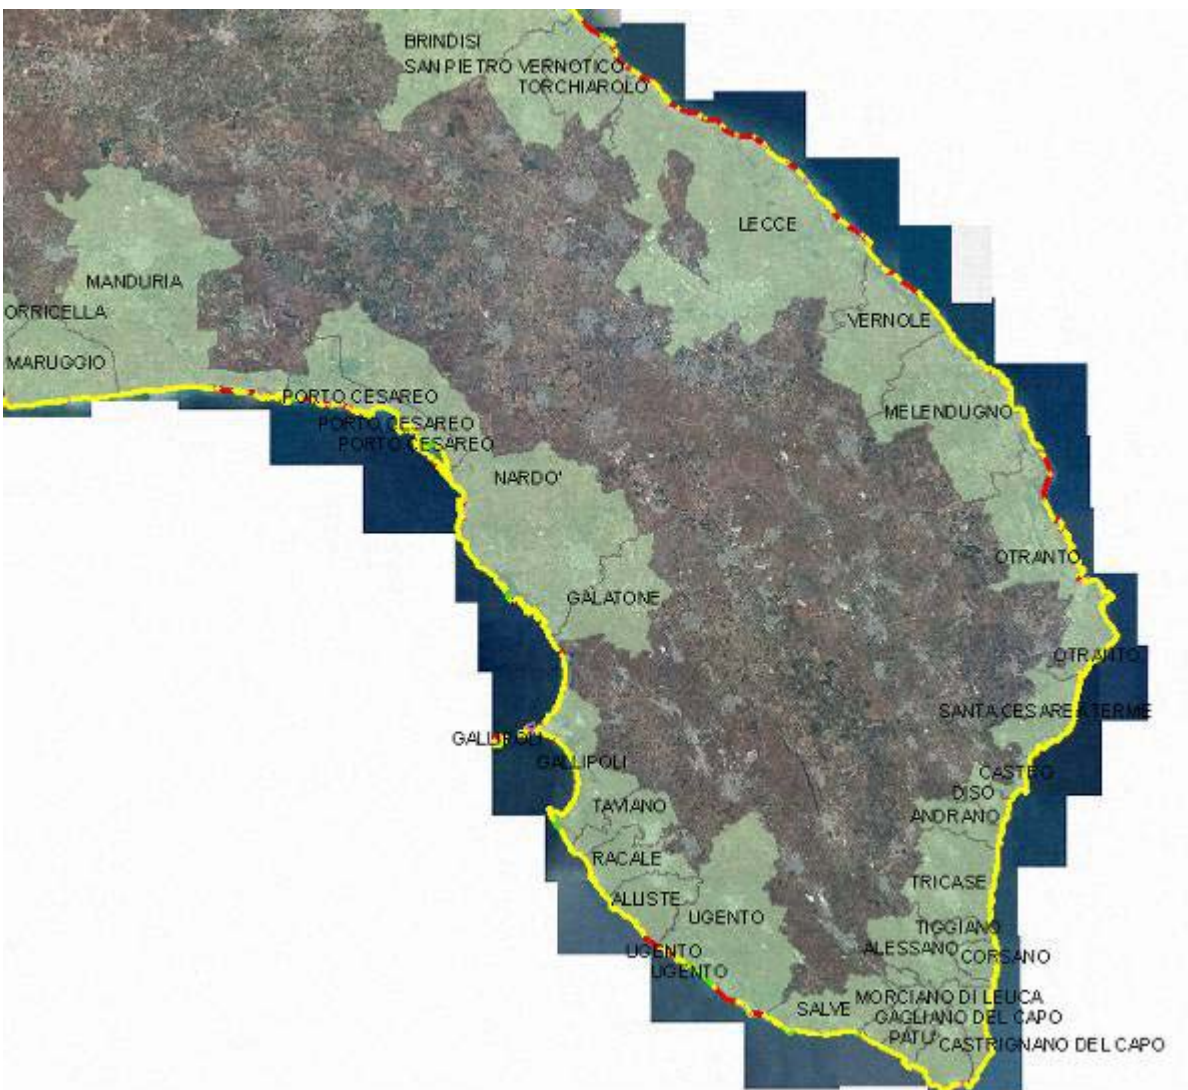 BRINDISI
SAN PIETRO VERNOTICO
TORCHIAROLO
LECCE
MANDURIA
ORRICELLA
VERNOLE
MARUGGIO
PORTO CESAREO
MELENDUGNO
PORTO CESAREO
PORTO CESAREO
NARDO'
OTRANTO
GALATONE
OTRANTO
SANTA CESAREA TERME
GALLIPOLI
GALLIPOLI
CASTRO
DISO
TAVIANO
ANDRANO
RACALE
TRICASE
ALLISTE
UGENTO
TIGGIANO
ALESSANO
CORSANO
UGENTO
UGENTO
MORCIANO DI LEUCA
SALVE
GAGLIANO DEL CAPO
PATU'
CASTRIGNANO DEL CAPO